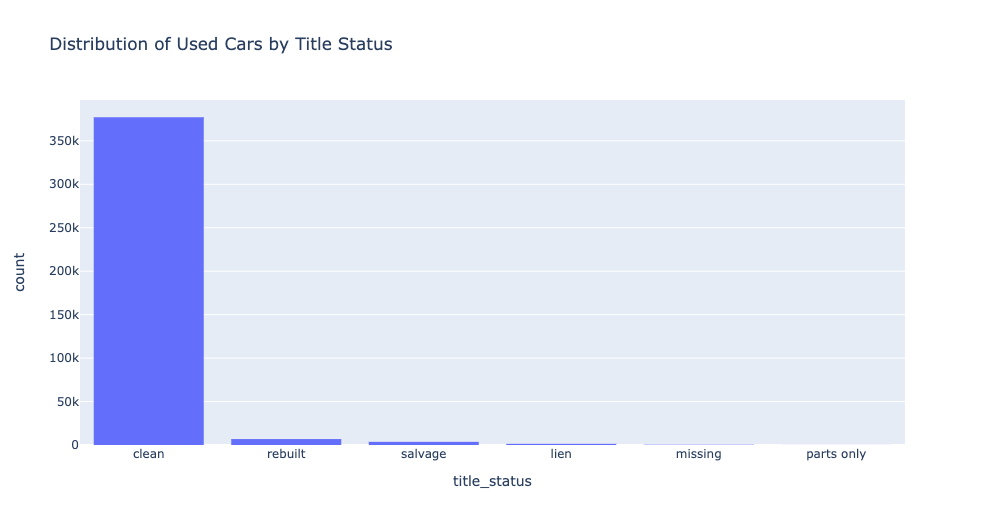 Distribution of Used Cars by Title Status
count
350k
300k
250k
200k
150k
100k
50k
0
clean rebuilt salvage lien missing parts only
title_status